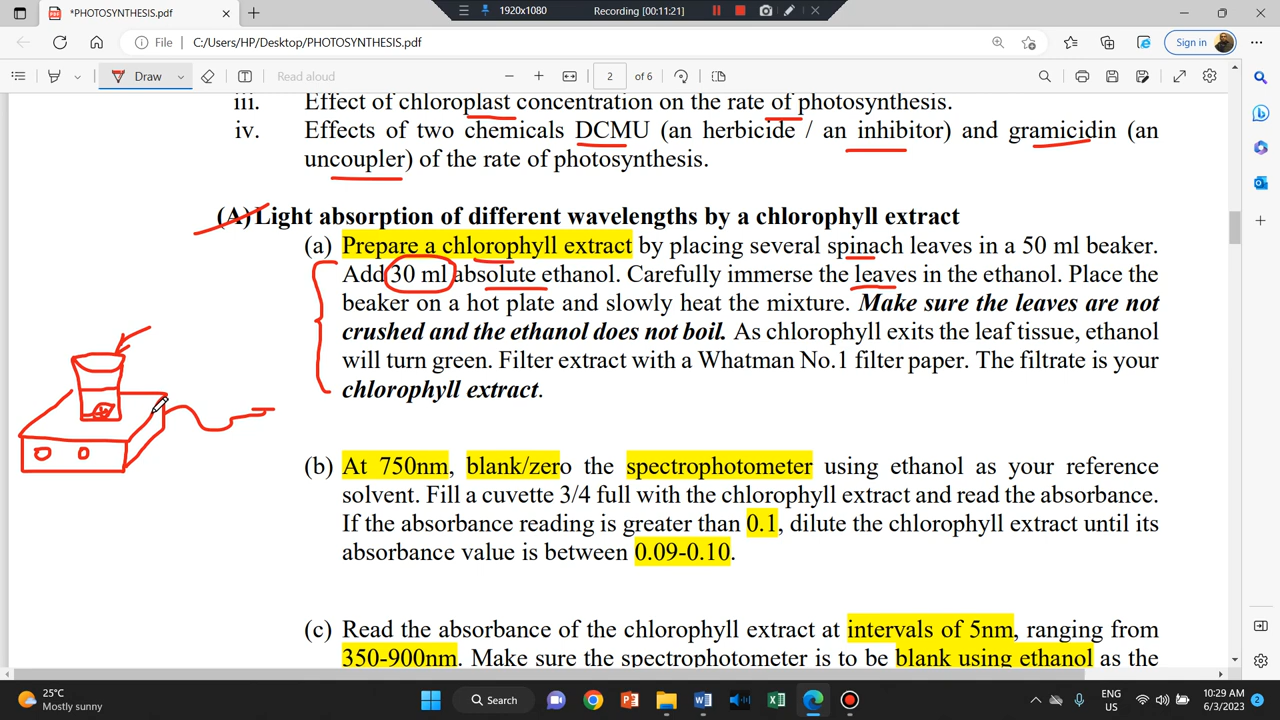 *PHOTOSYNTHESIS.pdf
1920x1080
Recording [00:11:21]
File
C:/Users/HP/Desktop/PHOTOSYNTHESIS.pdf
Sign in
Draw
Read aloud
2
of 6
iii. Effect of chloroplast concentration on the rate of photosynthesis.
iv. Effects of two chemicals DCMU (an herbicide / an inhibitor) and gramicidin (an
uncoupler) of the rate of photosynthesis.
(A) Light absorption of different wavelengths by a chlorophyll extract
(a) Prepare a chlorophyll extract by placing several spinach leaves in a 50 ml beaker.
Add 30 ml absolute ethanol. Carefully immerse the leaves in the ethanol. Place the
beaker on a hot plate and slowly heat the mixture. Make sure the leaves are not
crushed and the ethanol does not boil. As chlorophyll exits the leaf tissue, ethanol
will turn green. Filter extract with a Whatman No.1 filter paper. The filtrate is your
chlorophyll extract.
(b) At 750nm, blank/zero the spectrophotometer using ethanol as your reference
solvent. Fill a cuvette 3/4 full with the chlorophyll extract and read the absorbance.
If the absorbance reading is greater than 0.1, dilute the chlorophyll extract until its
absorbance value is between 0.09-0.10.
(c) Read the absorbance of the chlorophyll extract at intervals of 5nm, ranging from
350-900nm. Make sure the spectrophotometer is to be blank using ethanol as the
25°C
Mostly sunny
Search
ENG
US
10:29 AM
6/3/2023
2